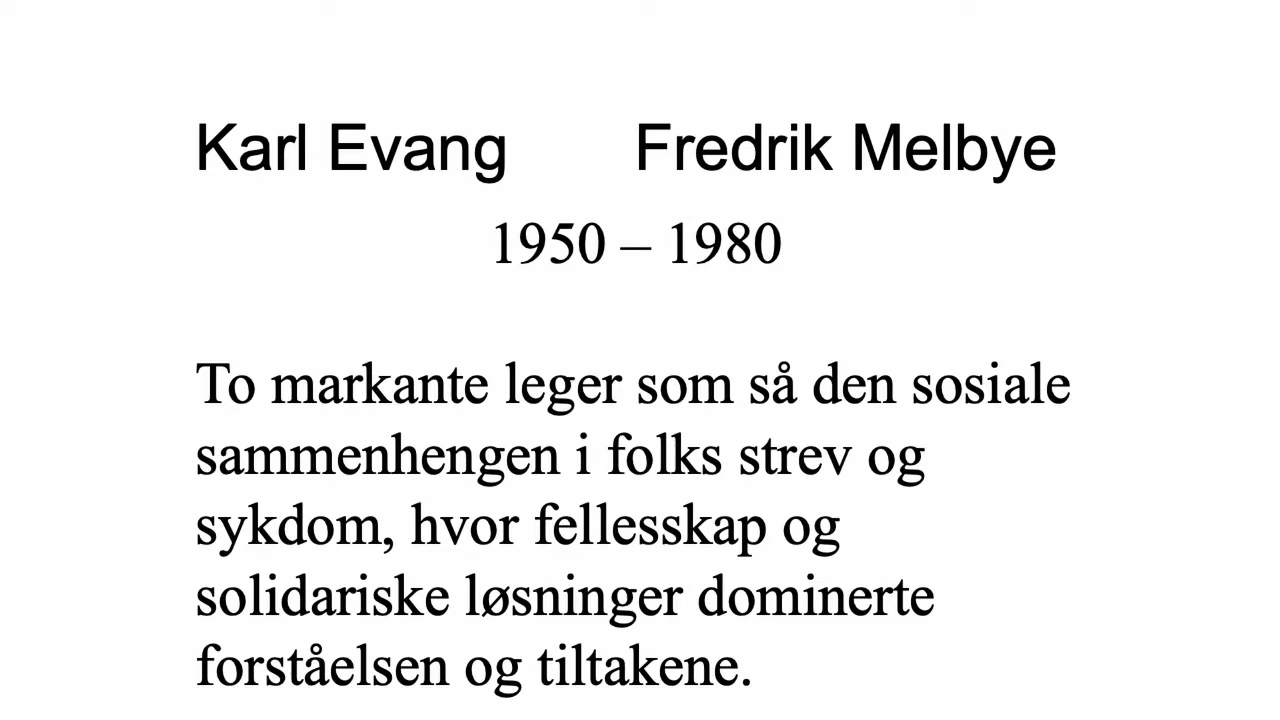 Karl Evang Fredrik Melbye
1950 – 1980
To markante leger som så den sosiale
sammenhengen i folks strev og
sykdom, hvor fellesskap og
solidariske løsninger dominerte
forståelsen og tiltakene.